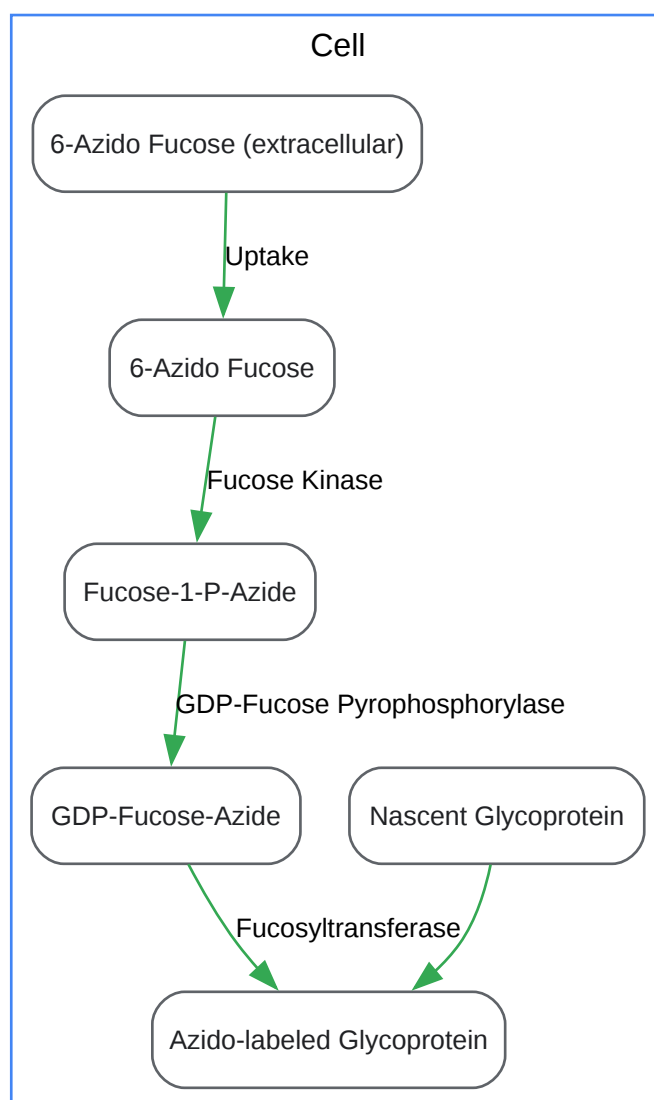 Cell
6-Azido Fucose (extracellular)
Uptake
6-Azido Fucose
Fucose Kinase
Fucose-1-P-Azide
GDP-Fucose Pyrophosphorylase
GDP-Fucose-Azide
Nascent Glycoprotein
Fucosyltransferase
Azido-labeled Glycoprotein